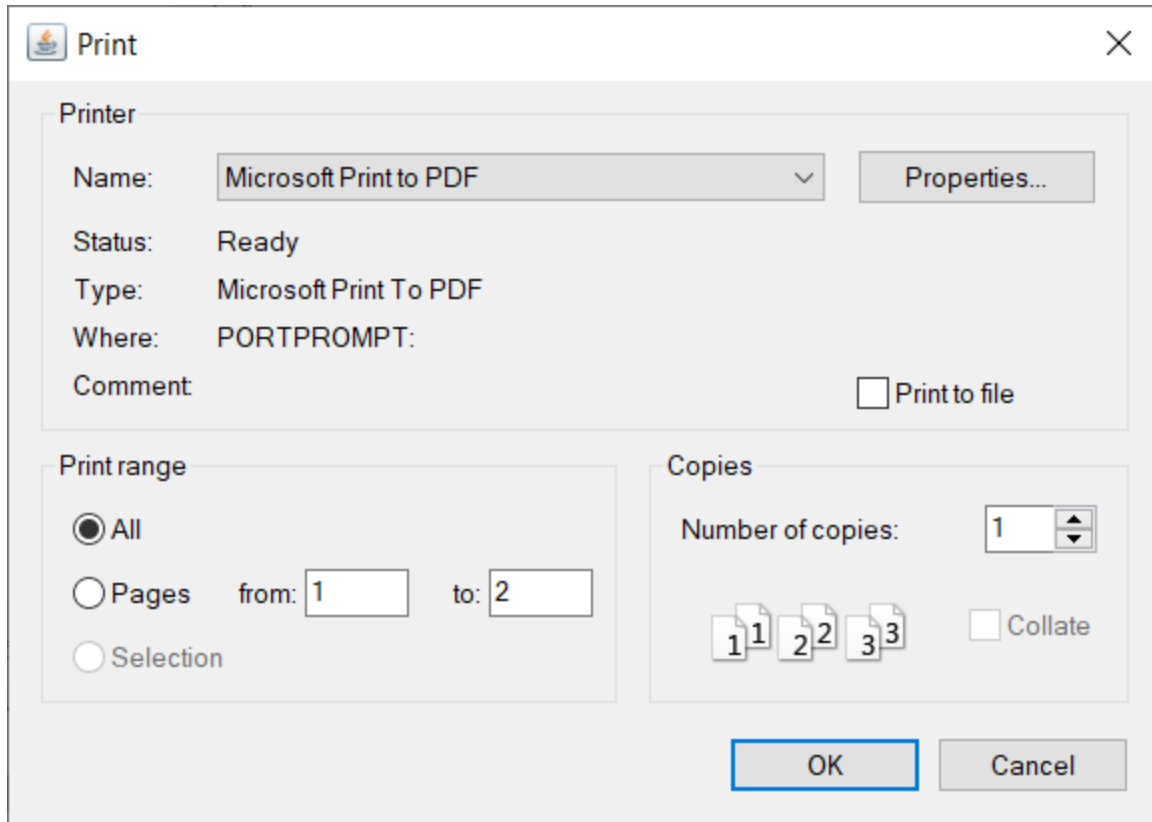 Print
Printer
Name: Microsoft Print to PDF Properties...
Status: Ready
Type: Microsoft Print To PDF
Where: PORTPROMPT:
Comment:
Print to file
Print range
All
Pages from: 1 to: 2
Selection
Copies
Number of copies: 1
1 1 2 2 3 3 Collate
OK Cancel